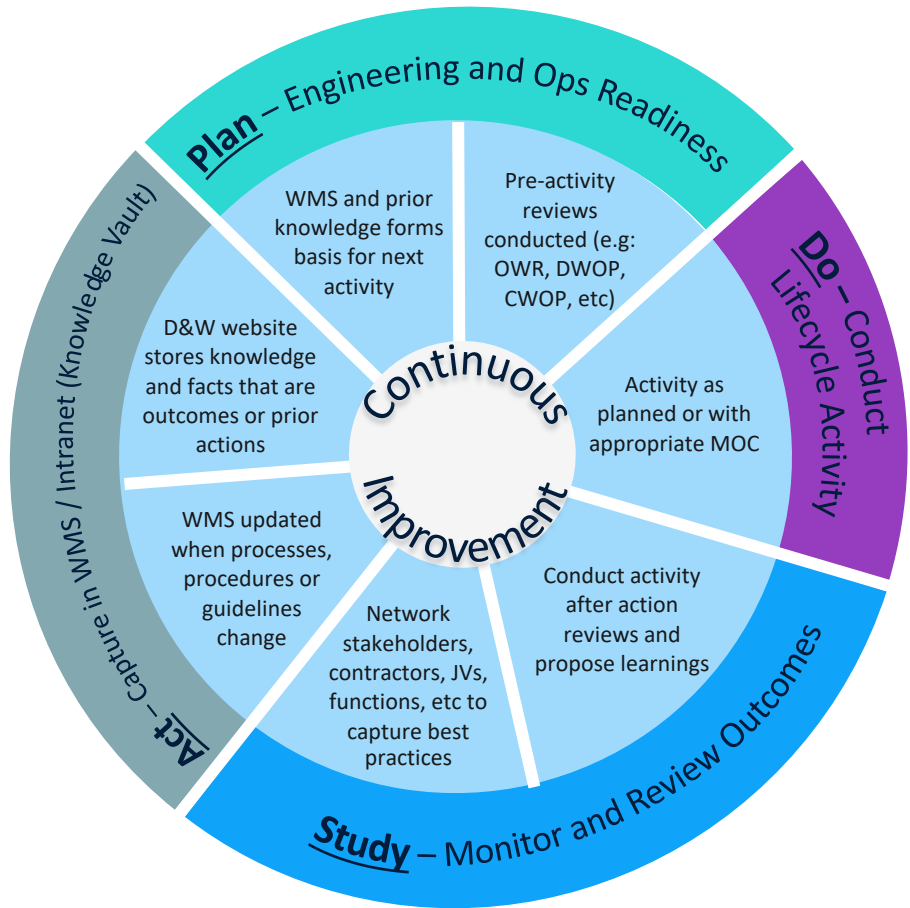 Plan – Engineering and Ops Readiness
WMS and prior
knowledge forms
basis for next
activity
Pre-activity
reviews
conducted (e.g:
OWR, DWOP,
CWOP, etc)
Do – Conduct
Lifecycle Activity
Activity as
planned or with
appropriate MOC
Study – Monitor and Review Outcomes
Conduct activity
after action
reviews and
propose learnings
Network
stakeholders,
contractors, JVs,
functions, etc to
capture best
practices
Act – Capture in WMS / Intranet (Knowledge Vault)
WMS updated
when processes,
procedures or
guidelines
change
D&W website
stores knowledge
and facts that are
outcomes or prior
actions
Continuous
Improvement